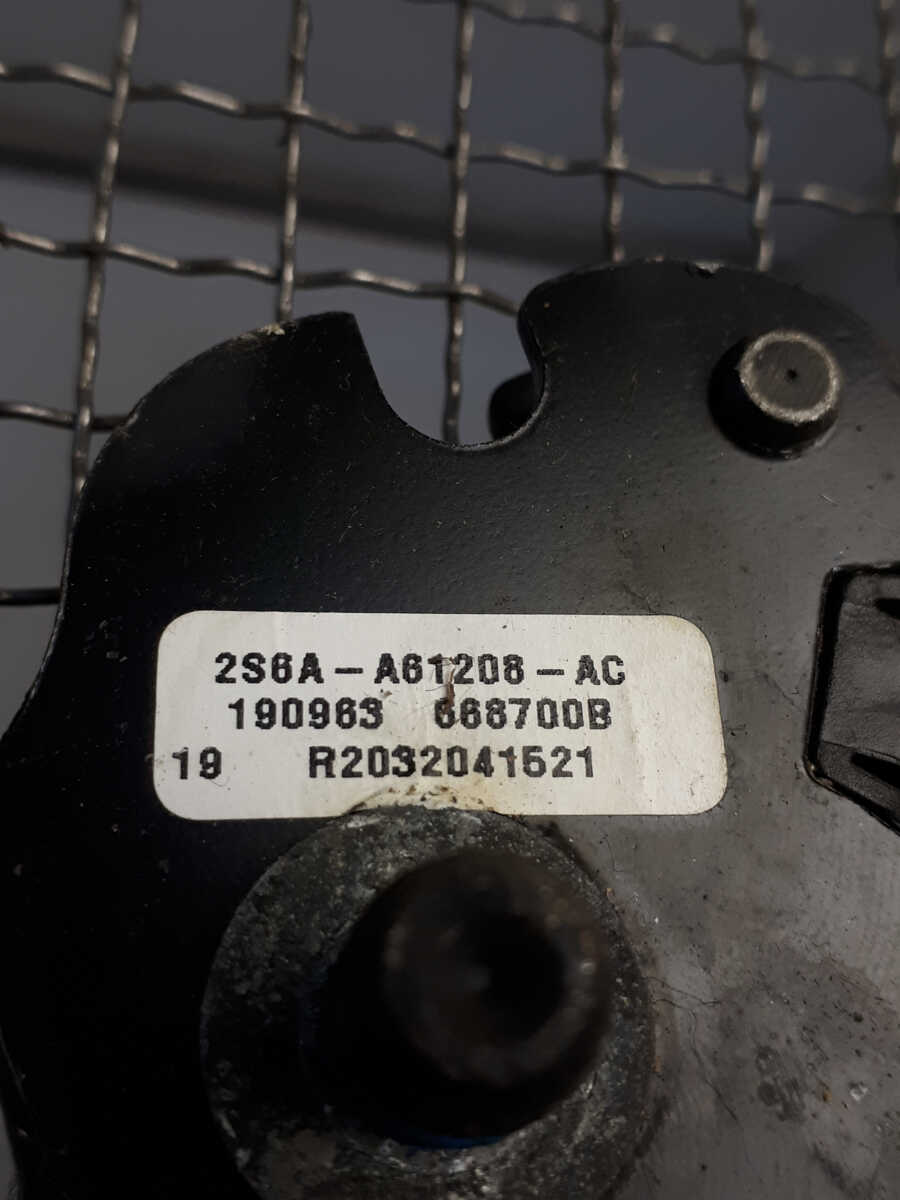 2S6A-A61208-AC
190963 668700B
19 R2032041521